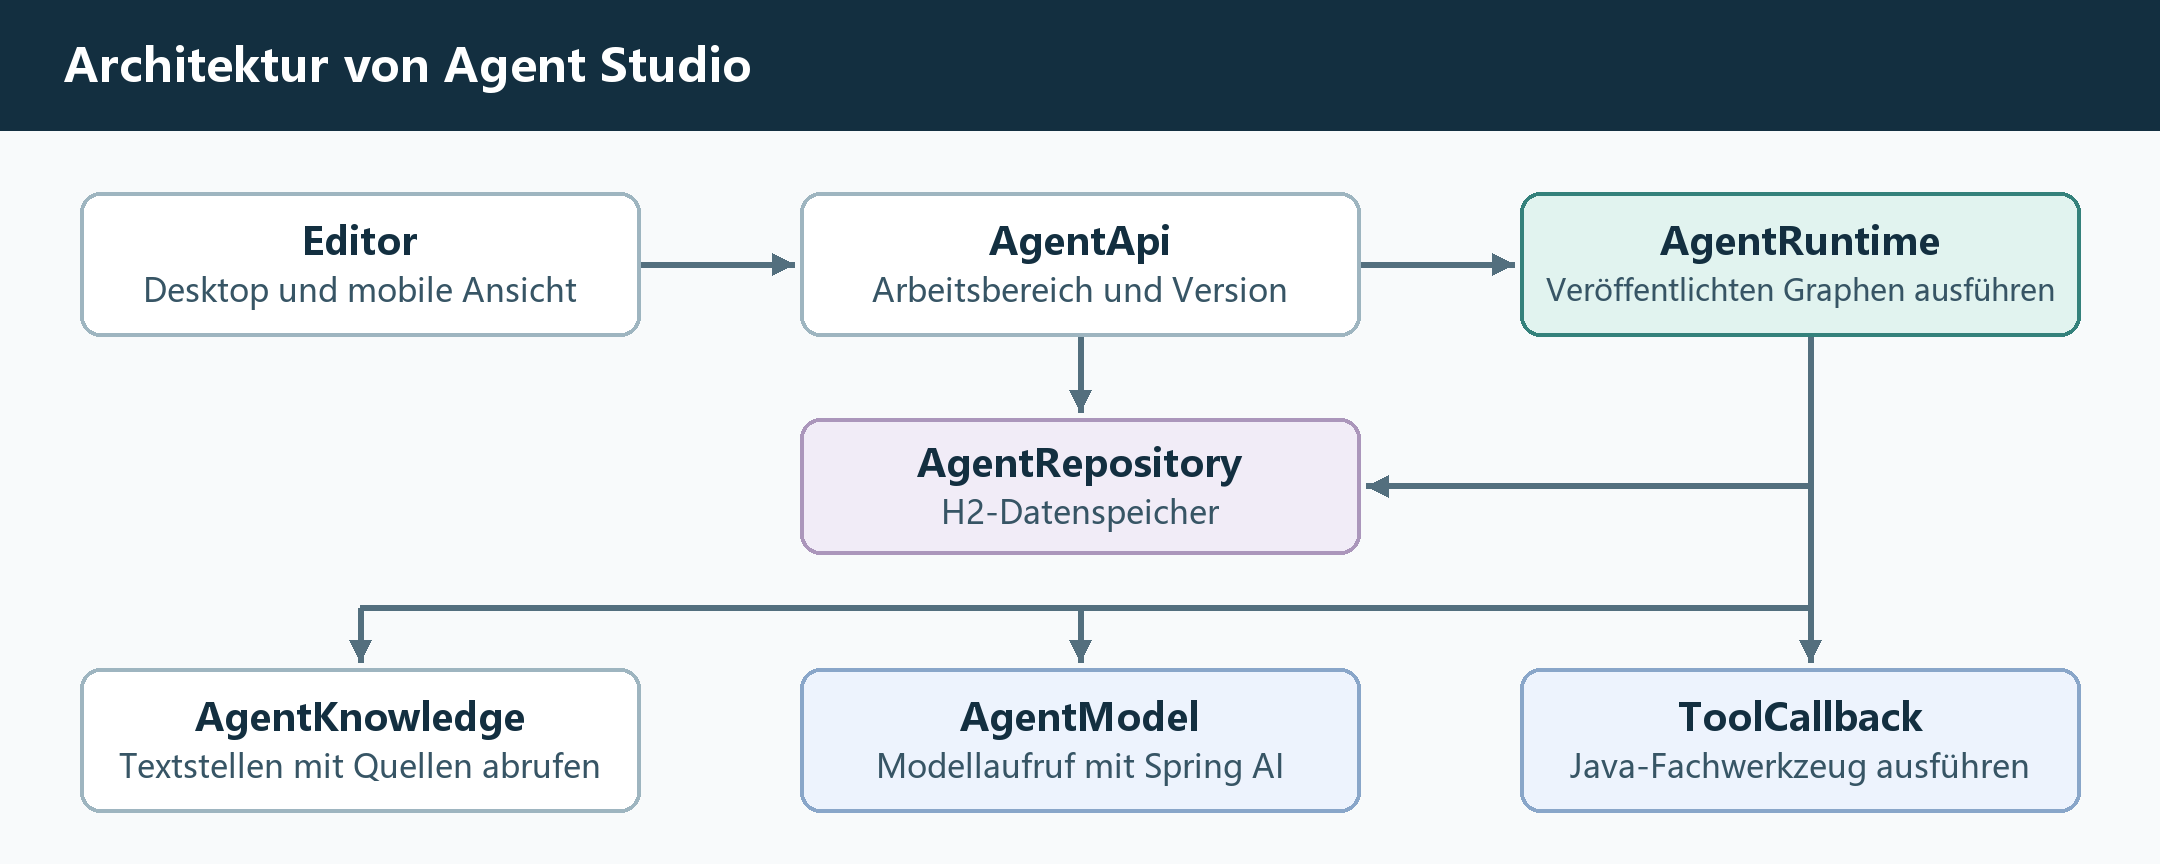 Architektur von Agent Studio
Editor
Desktop und mobile Ansicht
AgentApi
Arbeitsbereich und Version
AgentRuntime
Veröffentlichten Graphen ausführen
AgentRepository
H2-Datenspeicher
AgentKnowledge
Textstellen mit Quellen abrufen
AgentModel
Modellaufruf mit Spring AI
ToolCallback
Java-Fachwerkzeug ausführen